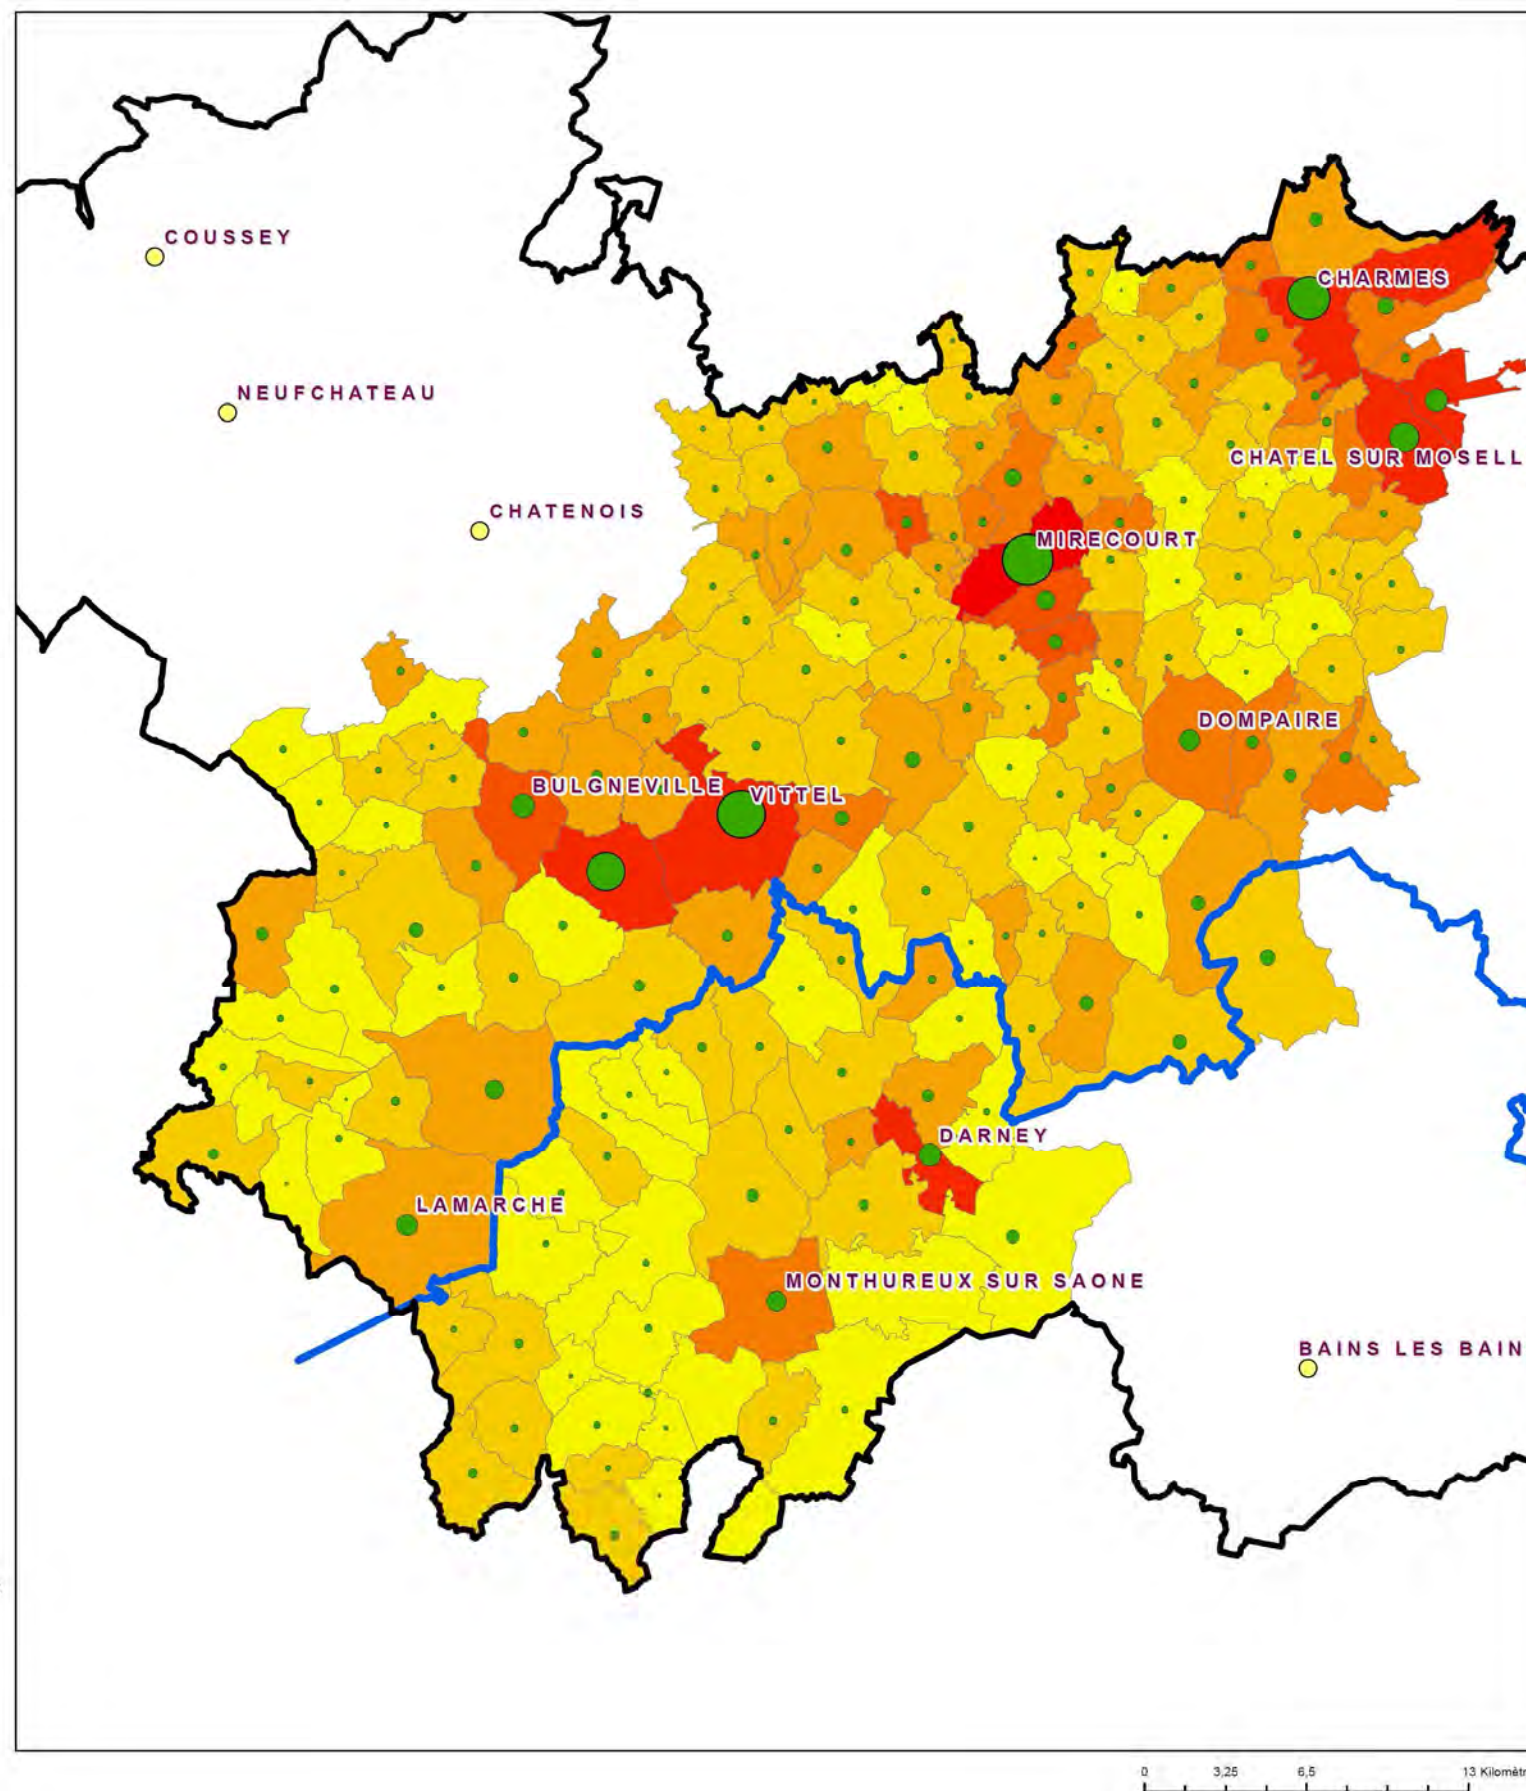 COUSSEY
CHARMES
NEUFCHATEAU
CHATEL SUR MOSELL
CHATENOIS
MIRECOURT
DOMPAIRE
BULGNEVILLE
VITTEL
DARNEY
LAMARCHE
MONTHUREUX SUR SAONE
BAINS LES BAIN
0 3,25 6,5 13 Kilomètr